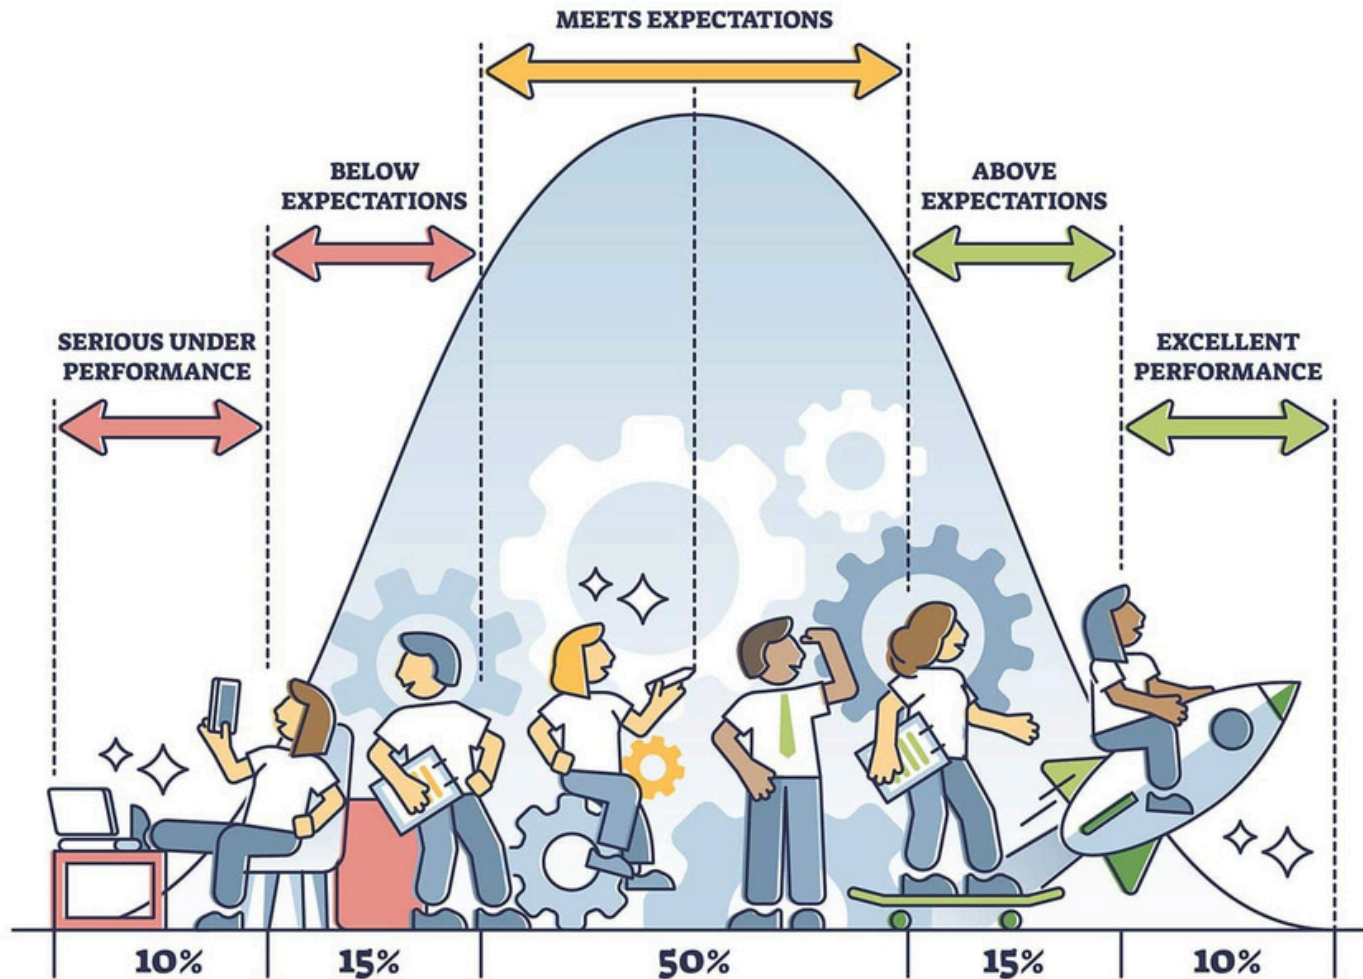 MEETS EXPECTATIONS
BELOW
EXPECTATIONS
ABOVE
EXPECTATIONS
SERIOUS UNDER
PERFORMANCE
EXCELLENT
PERFORMANCE
10% 15% 50% 15% 10%